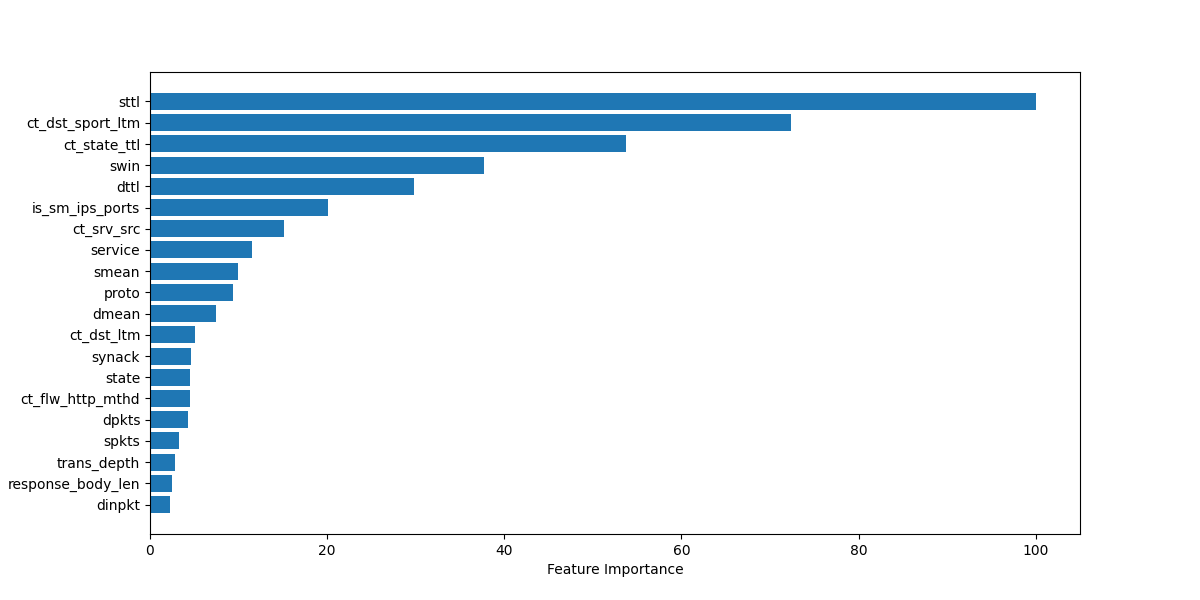 sttl
ct_dst_sport_ltm
ct_state_ttl
swin
dttl
is_sm_ips_ports
ct_srv_src
service
smean
proto
dmean
ct_dst_ltm
synack
state
ct_flw_http_mthd
dpkts
spkts
trans_depth
response_body_len
dinpkt
0 20 40 60 80 100
Feature Importance